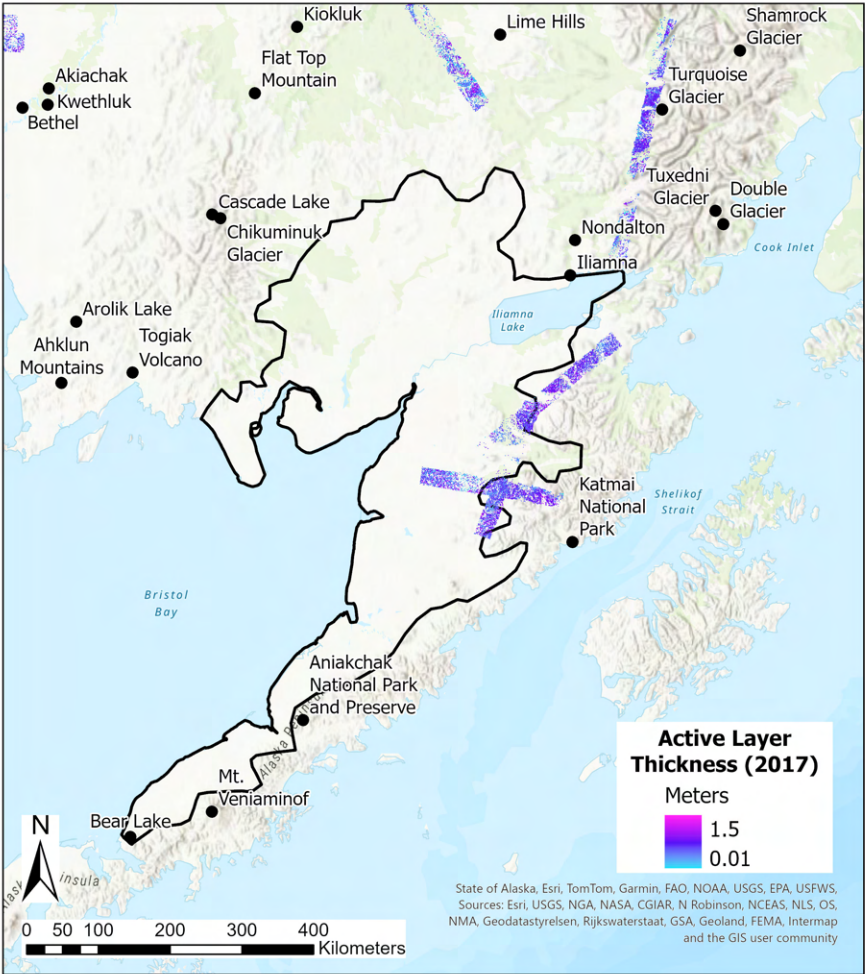 Kiokluk
Lime Hills
Shamrock
Glacier
Flat Top
Mountain
Akiachak
Kwethluk
Bethel
Turquoise
Glacier
Tuxedni
Glacier
Double
Glacier
Cascade Lake
Chikuminuk
Glacier
Nondalton
Cook Inlet
Iliamna
Iliamna
Lake
Arolik Lake
Togiak
Volcano
Ahklun
Mountains
Katmai
National
Park
Shelikof
Strait
Bristol
Bay
Aniakchak
National Park
and Preserve
Alaska
Mt.
Veniaminof
Bear Lake
Active Layer
Thickness (2017)
Meters
1.5
0.01
N
Alaska
insula
State of Alaska, Esri, TomTom, Garmin, FAO, NOAA, USGS, EPA, USFWS,
Sources: Esri, USGS, NGA, NASA, CGIAR, N Robinson, NCEAS, NLS, OS,
NMA, Geodatastyrelsen, Rijkswaterstaat, GSA, Geoland, FEMA, Intermap
and the GIS user community
0 50 100 200 300 400
Kilometers